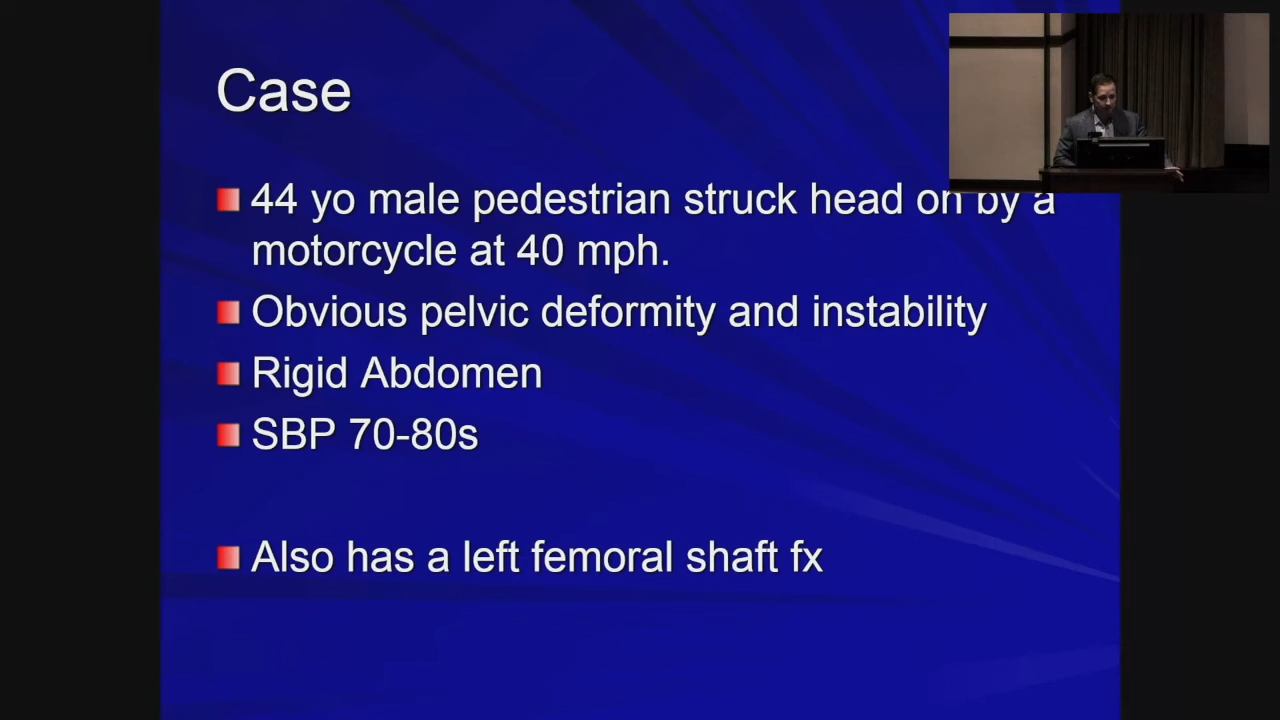 Case
44 yo male pedestrian struck head on by a
motorcycle at 40 mph.
Obvious pelvic deformity and instability
Rigid Abdomen
SBP 70-80s
Also has a left femoral shaft fx